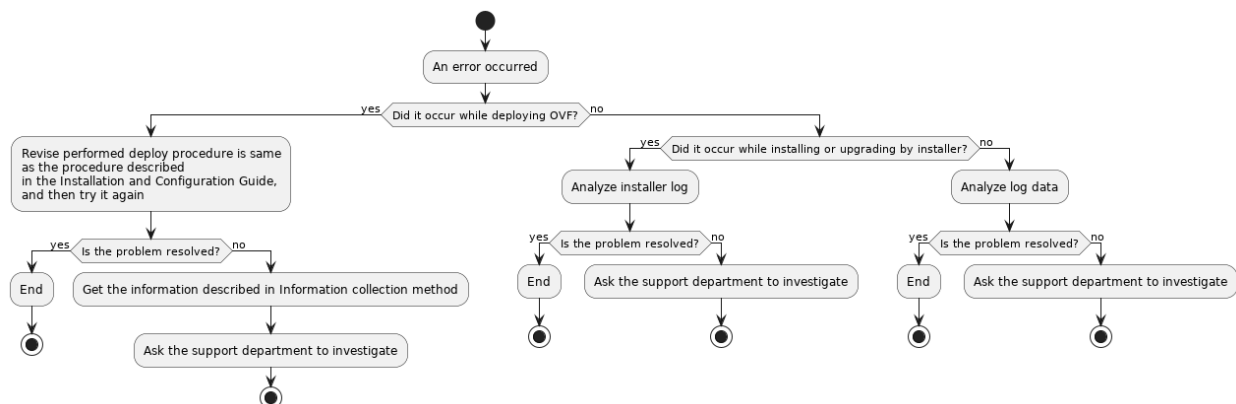 An error occurred
yes
Did it occur while deploying OVF?
no
Revise performed deploy procedure is same
as the procedure described
in the Installation and Configuration Guide,
and then try it again
yes
Is the problem resolved?
no
End
Get the information described in Information collection method
Ask the support department to investigate
yes
Did it occur while installing or upgrading by installer?
no
Analyze installer log
yes
Is the problem resolved?
no
End
Ask the support department to investigate
Analyze log data
yes
Is the problem resolved?
no
End
Ask the support department to investigate